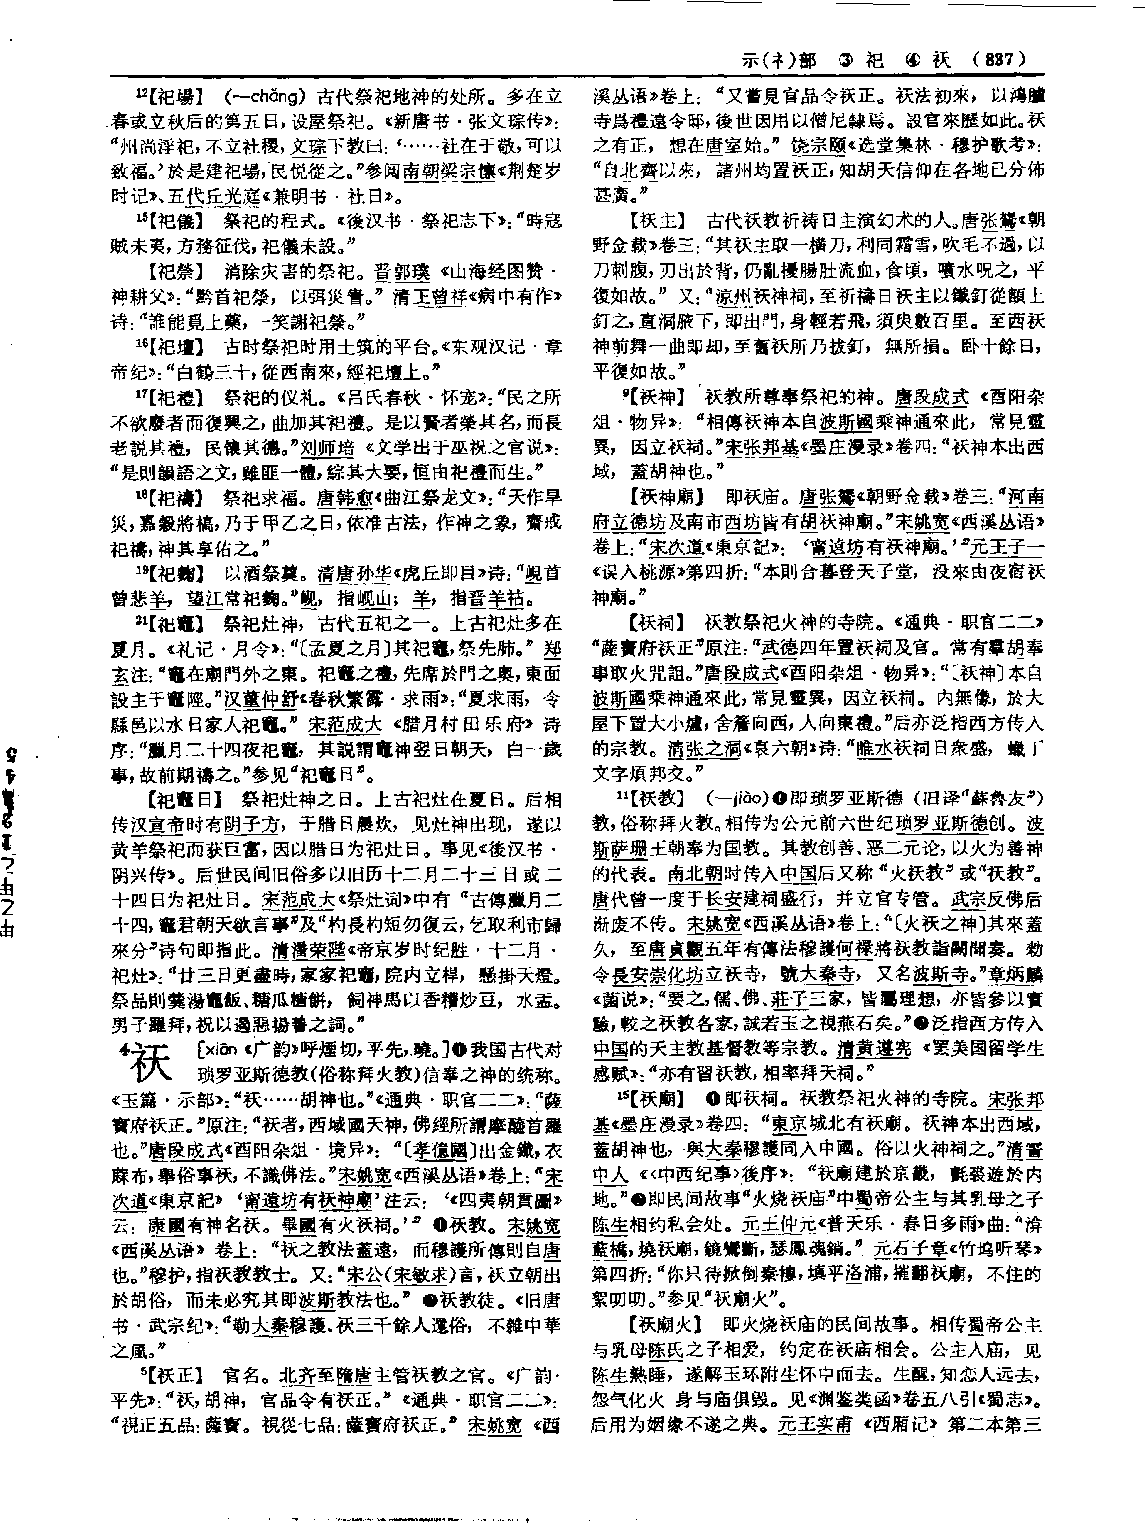 示(礻)部 ③ 祀 ④ 祆 (837)
¹²【祀場】 (—chǎng) 古代祭祀地神的处所。多在立
春或立秋后的第五日,设屋祭祀。《新唐书·张文琮传》:
“州尚淫祀,不立社稷,文琮下教曰:‘……社在于敬,可以
致福。’於是建祀場,民悦從之。”参阅南朝梁宗懔《荆楚岁
时记》、五代丘光庭《兼明书·社日》。
¹⁵【祀儀】 祭祀的程式。《後汉书·祭祀志下》:“時寇
賊未夷,方務征伐,祀儀未設。”
【祀禜】 消除灾害的祭祀。晋郭璞《山海经图赞·
神耕父》:“黔首祀禜,以弭災眚。”清王曾祥《病中有作》
诗:“誰能覓上藥,一笑謝祀禜。”
¹⁶【祀壇】 古时祭祀时用土筑的平台。《东观汉记·章
帝纪》:“白鹤三十,從西南來,經祀壇上。”
¹⁷【祀禮】 祭祀的仪礼。《吕氏春秋·怀宠》:“民之所
不欲廢者而復興之,曲加其祀禮。是以賢者榮其名,而長
老説其禮,民懷其德。”刘师培《文学出于巫祝之官说》:
“是則韻語之文,雖匪一體,綜其大要,恒由祀禮而生。”
¹⁸【祀禱】 祭祀求福。唐韩愈《曲江祭龙文》:“天作旱
災,嘉穀將槁,乃于甲乙之日,依准古法,作神之象,齋戒
祀禱,神其享佑之。”
¹⁹【祀麴】 以酒祭奠。清唐孙华《虎丘即目》诗:“峴首
曾悲羊,望江常祀麴。”峴,指峴山;羊,指晋羊祜。
²¹【祀竈】 祭祀灶神,古代五祀之一。上古祀灶多在
夏月。《礼记·月令》:“〔孟夏之月〕其祀竈,祭先肺。”郑
玄注:“竈在廟門外之東。祀竈之禮,先席於門之奧,東面
設主于竈陘。”汉董仲舒《春秋繁露·求雨》:“夏求雨,令
縣邑以水日家人祀竈。”宋范成大《腊月村田乐府》诗
序:“臘月二十四夜祀竈,其説謂竈神翌日朝天,白一歲
事,故前期禱之。”参见“祀竈日”。
【祀竈日】 祭祀灶神之日。上古祀灶在夏日。后相
传汉宣帝时有阴子方,于腊日晨炊,见灶神出现,遂以
黄羊祭祀而获巨富,因以腊日为祀灶日。事见《後汉书·
阴兴传》。后世民间旧俗多以旧历十二月二十三日或二
十四日为祀灶日。宋范成大《祭灶词》中有“古傳臘月二
十四,竈君朝天欲言事”及“杓長杓短勿復云,乞取利市歸
來分”诗句即指此。清潘荣陛《帝京岁时纪胜·十二月·
祀灶》:“廿三日更盡時,家家祀竈,院内立桿,懸掛天燈。
祭品則羹湯竈飯、糖瓜糖餅,飼神馬以香糟炒豆,水盂。
男子羅拜,祝以遏惡揚善之詞。”
⁴祆 [xiān《广韵》呼煙切,平先,曉。]❶我国古代对
琐罗亚斯德教(俗称拜火教)信奉之神的统称。
《玉篇·示部》:“祆……胡神也。”《通典·职官二二》:“薩
寶府祆正。”原注:“祆者,西域國天神,佛經所謂摩醯首羅
也。”唐段成式《酉阳杂俎·境异》:“〔孝億國〕出金鐵,衣
麻布,舉俗事祆,不識佛法。”宋姚宽《西溪丛语》卷上:“宋
次道《東京記》‘甯遠坊有祆神廟’注云:‘《四夷朝貢圖》
云:康國有神名祆。畢國有火祆祠。’”❷祆教。宋姚宽
《西溪丛语》卷上:“祆之教法蓋遠,而穆護所傳則自唐
也。”穆护,指祆教教士。又:“宋公(宋敏求)言,祆立朝出
於胡俗,而未必究其即波斯教法也。”❸祆教徒。《旧唐
书·武宗纪》:“勒大秦穆護、祆三千餘人還俗,不雜中華
之風。”
⁵【祆正】 官名。北齐至隋唐主管祆教之官。《广韵·
平先》:“祆,胡神,官品令有祆正。”《通典·职官二二》:
“視正五品:薩寶。視從七品:薩寶府祆正。”宋姚宽《西
溪丛语》卷上:“又嘗見官品令祆正。祆法初來,以鴻臚
寺爲禮遠令邸,後世因用以僧尼隸焉。設官來歷如此。祆
之有正,想在唐室始。”饶宗颐《选堂集林·穆护歌考》:
“自北齊以來,諸州均置祆正,知胡天信仰在各地已分佈
甚廣。”
【祆主】 古代祆教祈祷日主演幻术的人。唐张鷟《朝
野佥载》卷三:“其祆主取一橫刀,利同霜雪,吹毛不過,以
刀刺腹,刃出於背,仍亂擾腸肚流血,食頃,噴水呪之,平
復如故。”又:“涼州祆神祠,至祈禱日祆主以鐵釘從額上
釘之,直洞腋下,即出門,身輕若飛,須臾數百里。至西祆
神前舞一曲即却,至舊祆所乃拔釘,無所損。卧十餘日,
平復如故。”
⁹【祆神】 祆教所尊奉祭祀的神。唐段成式《酉阳杂
俎·物异》:“相傳祆神本自波斯國乘神通來此,常見靈
異,因立祆祠。”宋张邦基《墨庄漫录》卷四:“祆神本出西
域,蓋胡神也。”
【祆神廟】 即祆庙。唐张鷟《朝野佥载》卷三:“河南
府立德坊及南市西坊皆有胡祆神廟。”宋姚宽《西溪丛语》
卷上:“宋次道《東京記》:‘甯遠坊有祆神廟。’”元王子一
《误入桃源》第四折:“本則合暮登天子堂,没來由夜宿祆
神廟。”
【祆祠】 祆教祭祀火神的寺院。《通典·职官二二》
“薩寶府祆正”原注:“武德四年置祆祠及官。常有羣胡奉
事取火咒詛。”唐段成式《酉阳杂俎·物异》:“〔祆神〕本自
波斯國乘神通來此,常見靈異,因立祆祠。内無像,於大
屋下置大小爐,舍簷向西,人向東禮。”后亦泛指西方传入
的宗教。清张之洞《哀六朝》诗:“睢水祆祠日衆盛,蠍丁
文字填邦交。”
¹¹【祆教】 (—jiào)❶即琐罗亚斯德(旧译“蘇魯支”)
教,俗称拜火教。相传为公元前六世纪琐罗亚斯德创。波
斯萨珊王朝奉为国教。其教创善、恶二元论,以火为善神
的代表。南北朝时传入中国后又称“火祆教”或“祆教”。
唐代曾一度于长安建祠盛行,并立官专管。武宗反佛后
渐废不传。宋姚宽《西溪丛语》卷上:“〔火祆之神〕其來蓋
久,至唐貞觀五年有傳法穆護何禄將祆教詣闕聞奏。勅
令長安崇化坊立祆寺,號大秦寺,又名波斯寺。”章炳麟
《菌说》:“要之,儒、佛、莊子三家,皆屬理想,亦皆參以實
驗,較之祆教各家,誠若玉之視燕石矣。”❷泛指西方传入
中国的天主教基督教等宗教。清黄遵宪《罢美国留学生
感赋》:“亦有習祆教,相率拜天祠。”
¹⁵【祆廟】 ❶即祆祠。祆教祭祀火神的寺院。宋张邦
基《墨庄漫录》卷四:“東京城北有祆廟。祆神本出西域,
蓋胡神也,與大秦穆護同入中國。俗以火神祠之。”清曾
中人《〈中西纪事〉後序》:“祆廟建於京畿,氈裘遊於内
地。”❷即民间故事“火烧祆庙”中蜀帝公主与其乳母之子
陈生相约私会处。元王仲元《普天乐·春日多雨》曲:“渰
藍橋,燒祆廟,鏡鸞斷,瑟鳳魂銷。”元石子章《竹坞听琴》
第四折:“你只待掀倒秦樓,填平洛浦,摧翻祆廟,不住的
絮叨叨。”参见“祆廟火”。
【祆廟火】 即火烧祆庙的民间故事。相传蜀帝公主
与乳母陈氏之子相爱,约定在祆庙相会。公主入庙,见
陈生熟睡,遂解玉环附生怀中而去。生醒,知恋人远去,
怨气化火 身与庙俱毁。见《渊鉴类函》卷五八引《蜀志》。
后用为姻缘不遂之典。元王实甫《西厢记》第二本第三